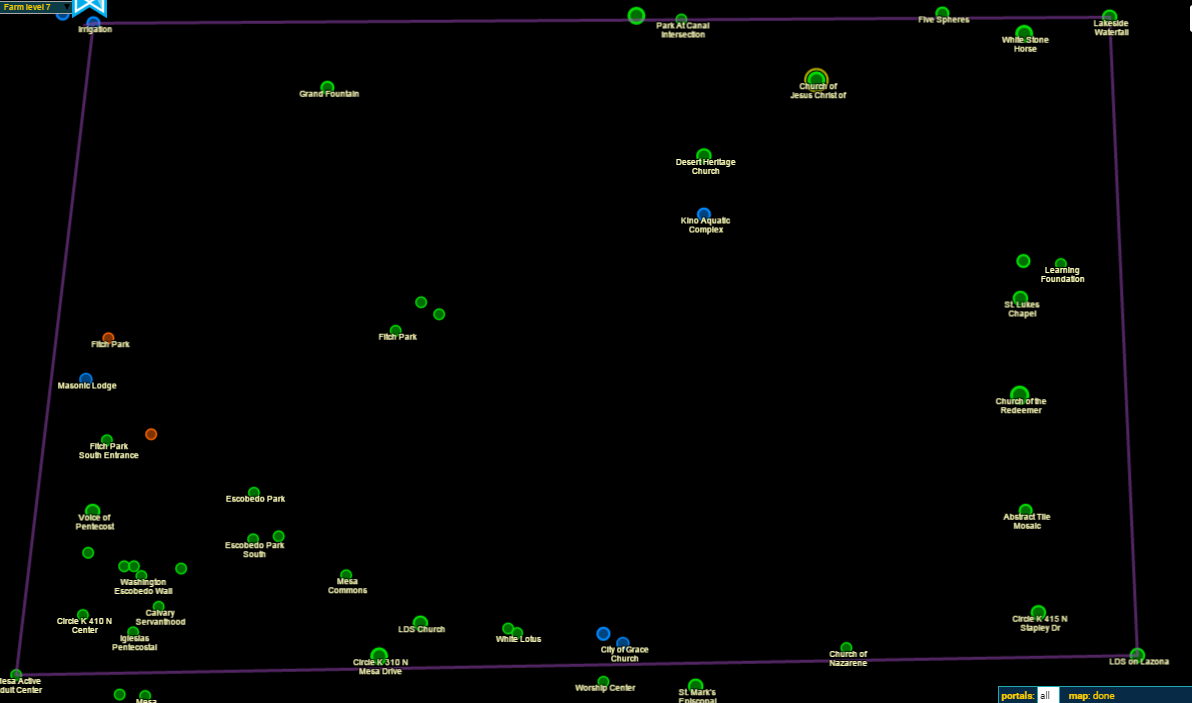 Farm level 7
Irrigation
Park At Canal
Intersection
Five Spheres
Lakeside
Waterfall
White Stone
Horse
Grand Fountain
Church of
Jesus Christ of
Desert Heritage
Church
Kino Aquatic
Complex
Learning
Foundation
St. Lukes
Chapel
Fitch Park
Fitch Park
Masonic Lodge
Church of the
Redeemer
Fitch Park
South Entrance
Escobedo Park
Voice of
Pentecost
Abstract Tile
Mosaic
Escobedo Park
South
Washington
Escobedo Wall
Mesa
Commons
Calvary
Servanthood
Circle K 410 N
Center
Iglesias
Pentecostal
LDS Church
White Lotus
Circle K 415 N
Stapley Dr
City of Grace
Church
Church of
Nazarene
LDS on Lazona
Circle K 310 N
Mesa Drive
Mesa Active
dult Center
Worship Center
St. Mark's
Episcopal
Mesa
portals: all map: done